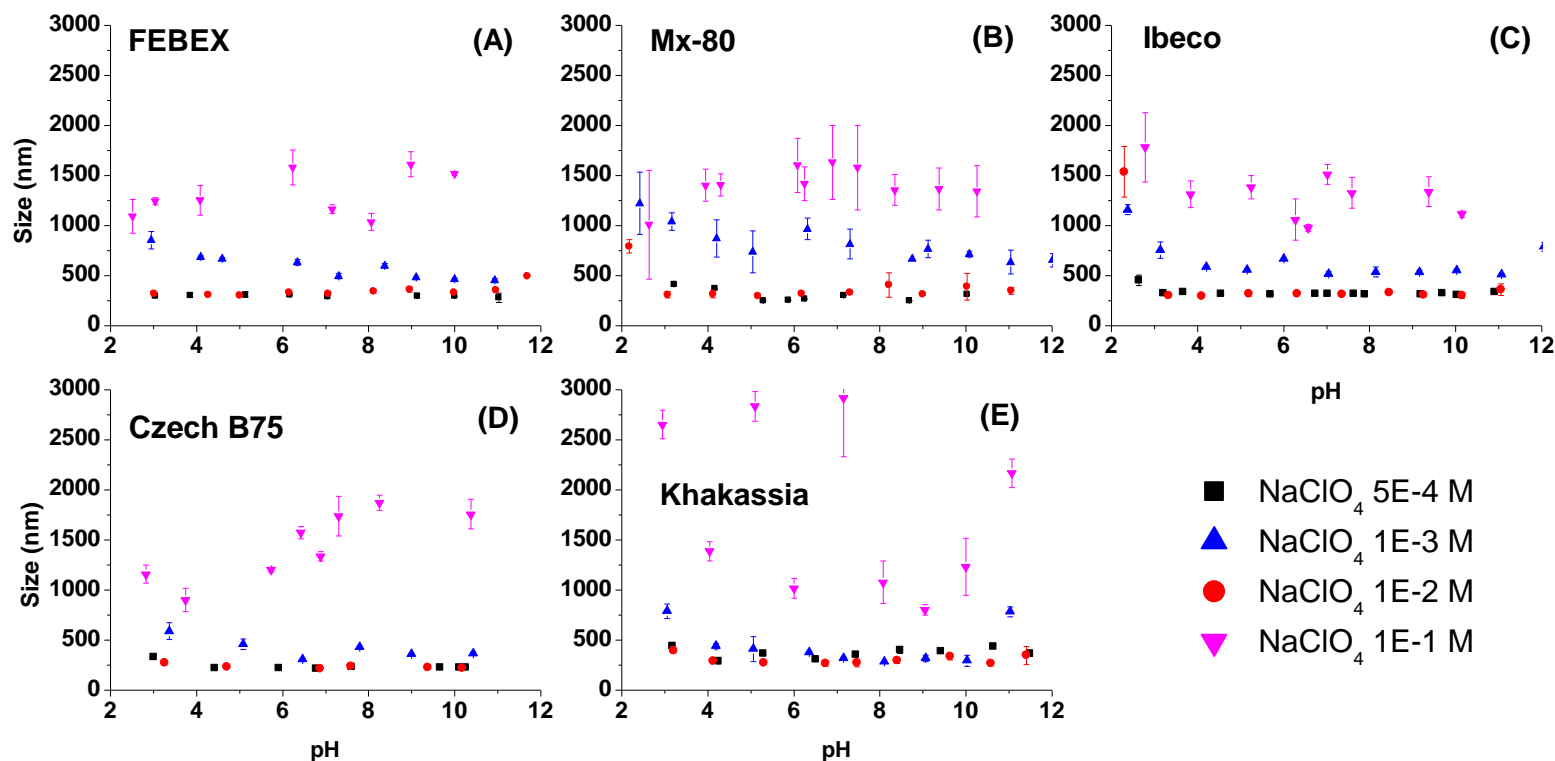 FEBEX
(A)
Size (nm)
3000
2500
2000
1500
1000
500
0
2 4 6 8 10 12
Mx-80
(B)
3000
2500
2000
1500
1000
500
0
2 4 6 8 10 12
Ibeco
(C)
3000
2500
2000
1500
1000
500
0
2 4 6 8 10 12
pH
Czech B75
(D)
Size (nm)
3000
2500
2000
1500
1000
500
0
2 4 6 8 10 12
pH
Khakassia
(E)
3000
2500
2000
1500
1000
500
0
2 4 6 8 10 12
pH
NaClO4 5E-4 M
NaClO4 1E-3 M
NaClO4 1E-2 M
NaClO4 1E-1 M